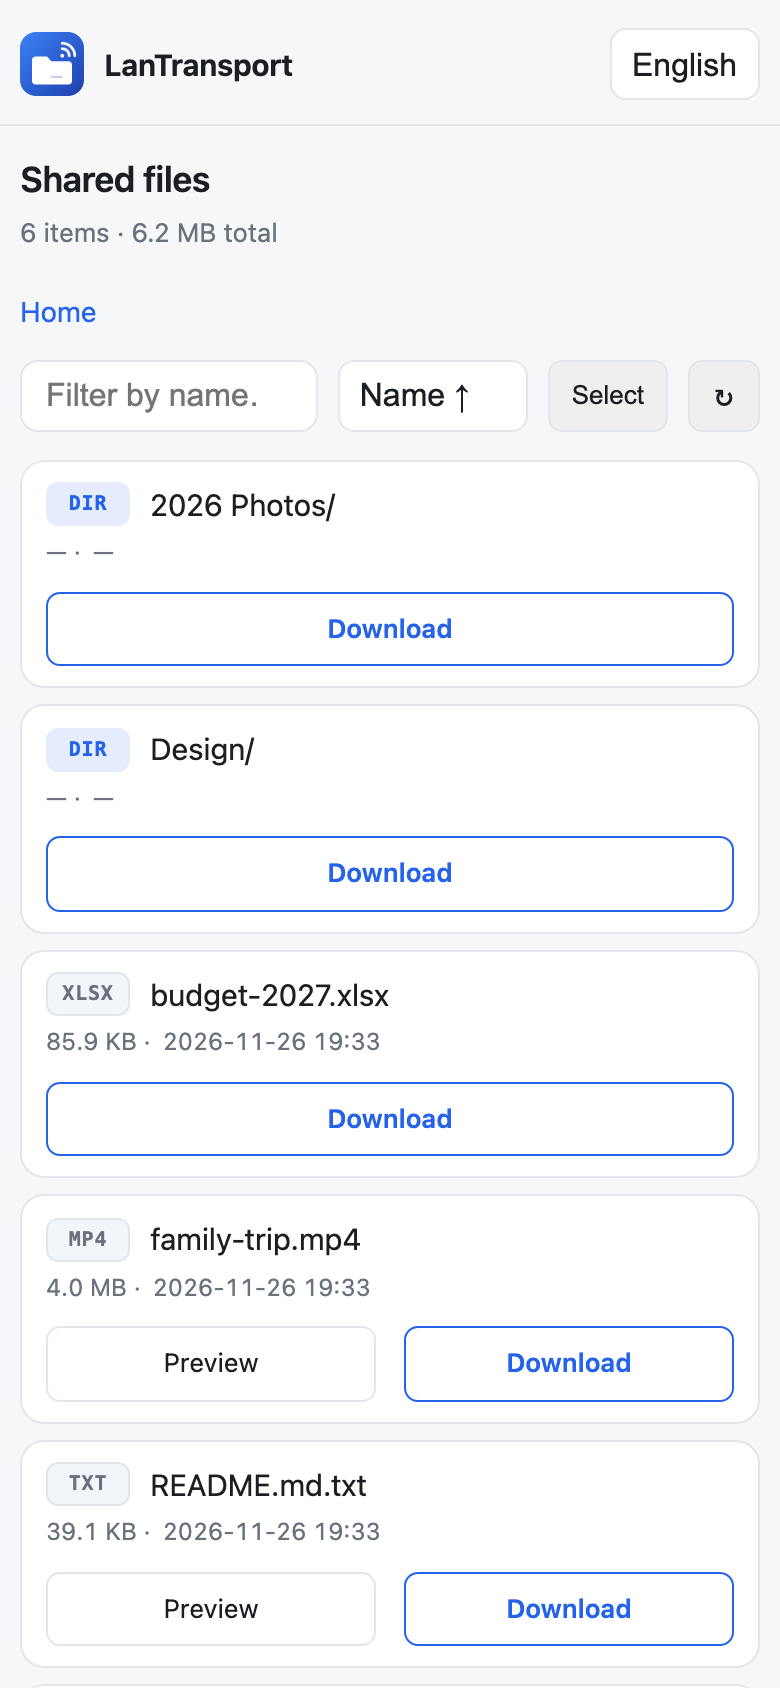 LanTransport
English
Shared files
6 items · 6.2 MB total
Home
Filter by name.
Name ↑
Select
↻
DIR 2026 Photos/
— · —
Download
DIR Design/
— · —
Download
XLSX budget-2027.xlsx
85.9 KB · 2026-11-26 19:33
Download
MP4 family-trip.mp4
4.0 MB · 2026-11-26 19:33
Preview Download
TXT README.md.txt
39.1 KB · 2026-11-26 19:33
Preview Download